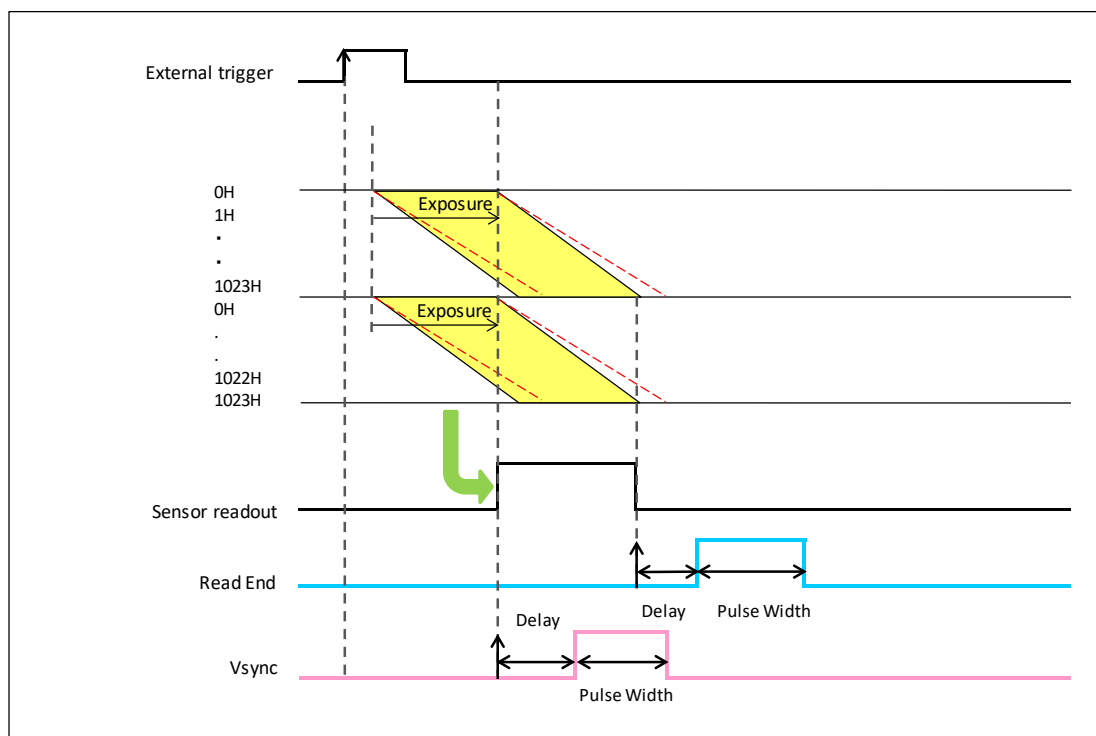 External trigger
0H
1H
・
・
1023H
Exposure
0H
.
.
1022H
1023H
Exposure
Sensor readout
Read End
Delay
Pulse Width
Delay
Vsync
Pulse Width